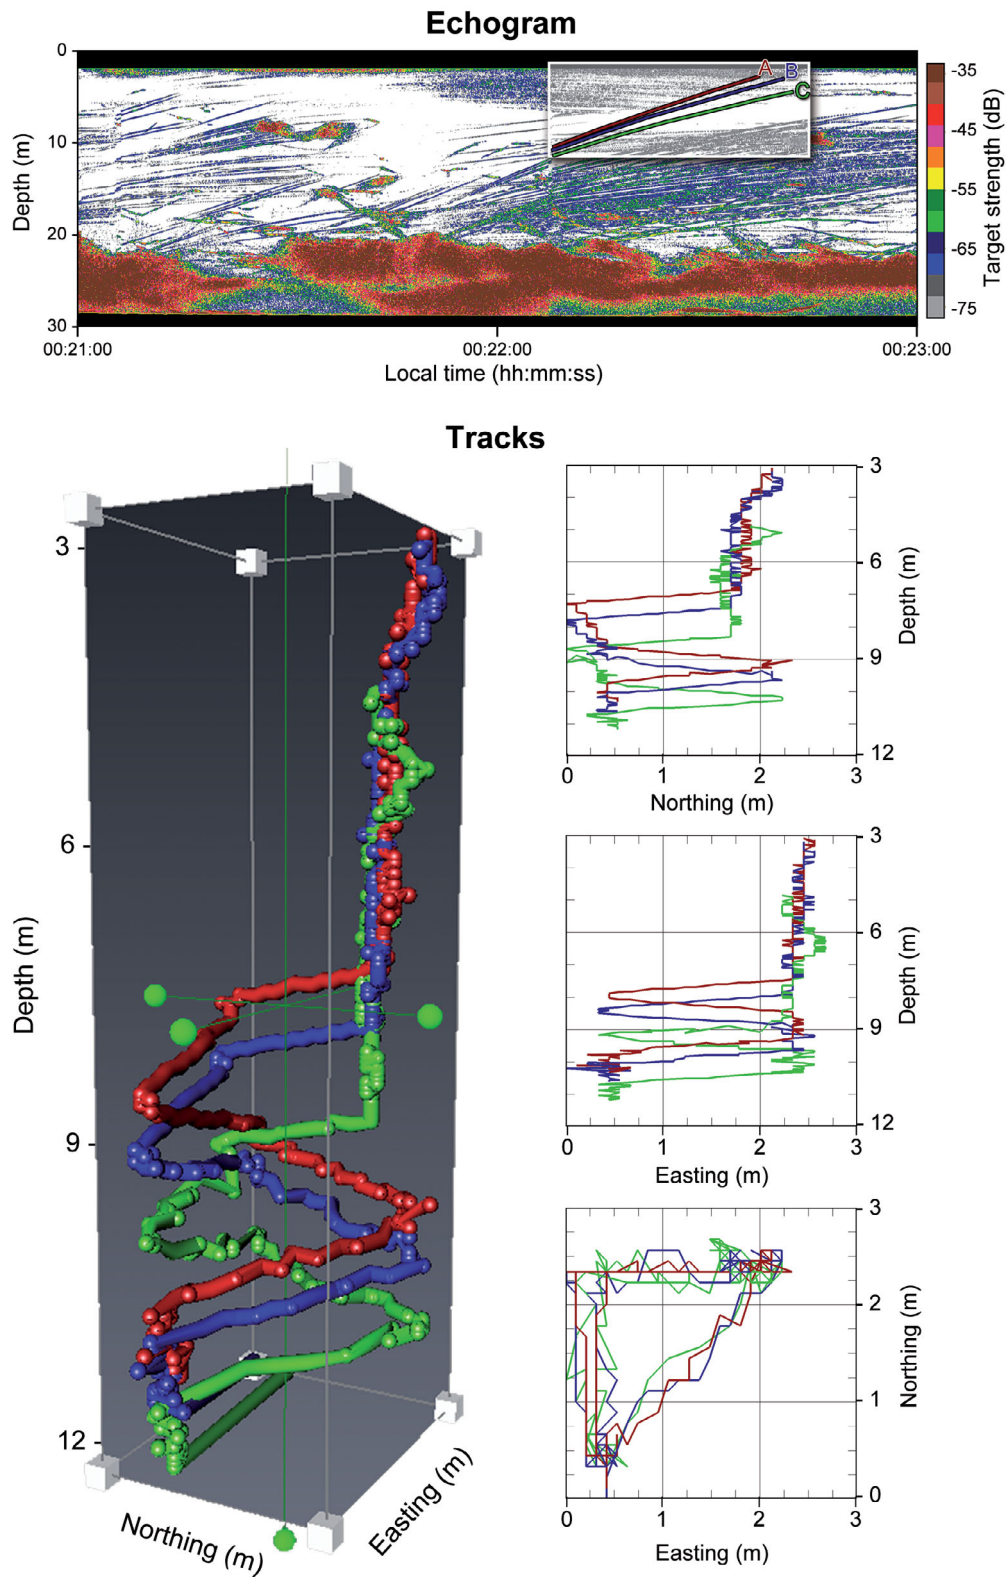 Echogram
0
10
20
30
Depth (m)
A
B
C
-35
-45
-55
-65
-75
Target strength (dB)
00:21:00
00:22:00
00:23:00
Local time (hh:mm:ss)
Tracks
3
6
9
12
Depth (m)
Northing (m)
Easting (m)
3
6
9
12
Depth (m)
0
1
2
3
Northing (m)
3
6
9
12
Depth (m)
0
1
2
3
Easting (m)
3
2
1
0
Northing (m)
0
1
2
3
Easting (m)